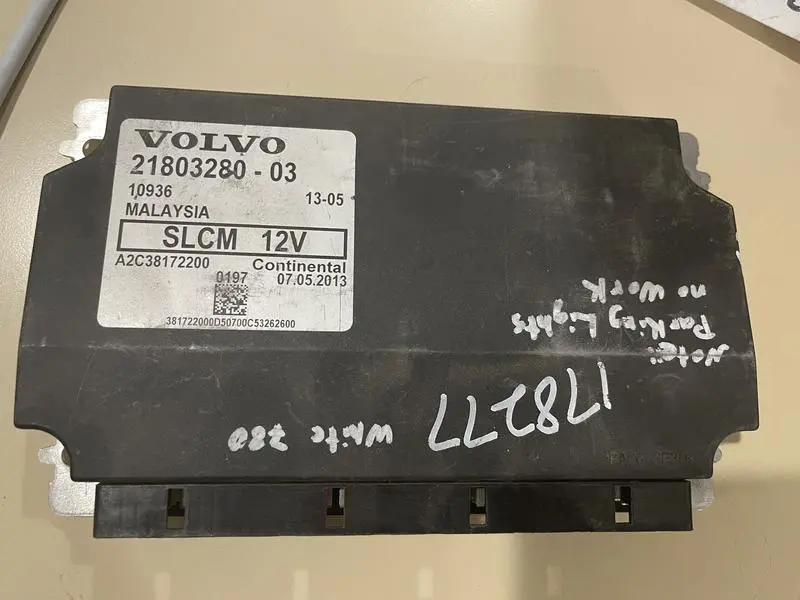 VOLVO
21803280 - 03
10936
13-05
MALAYSIA
SLCM 12V
A2C38172200
Continental
0197
07.05.2013
381722000D50700C53262600
Note:
Parking Lights
no work
178277
White 780